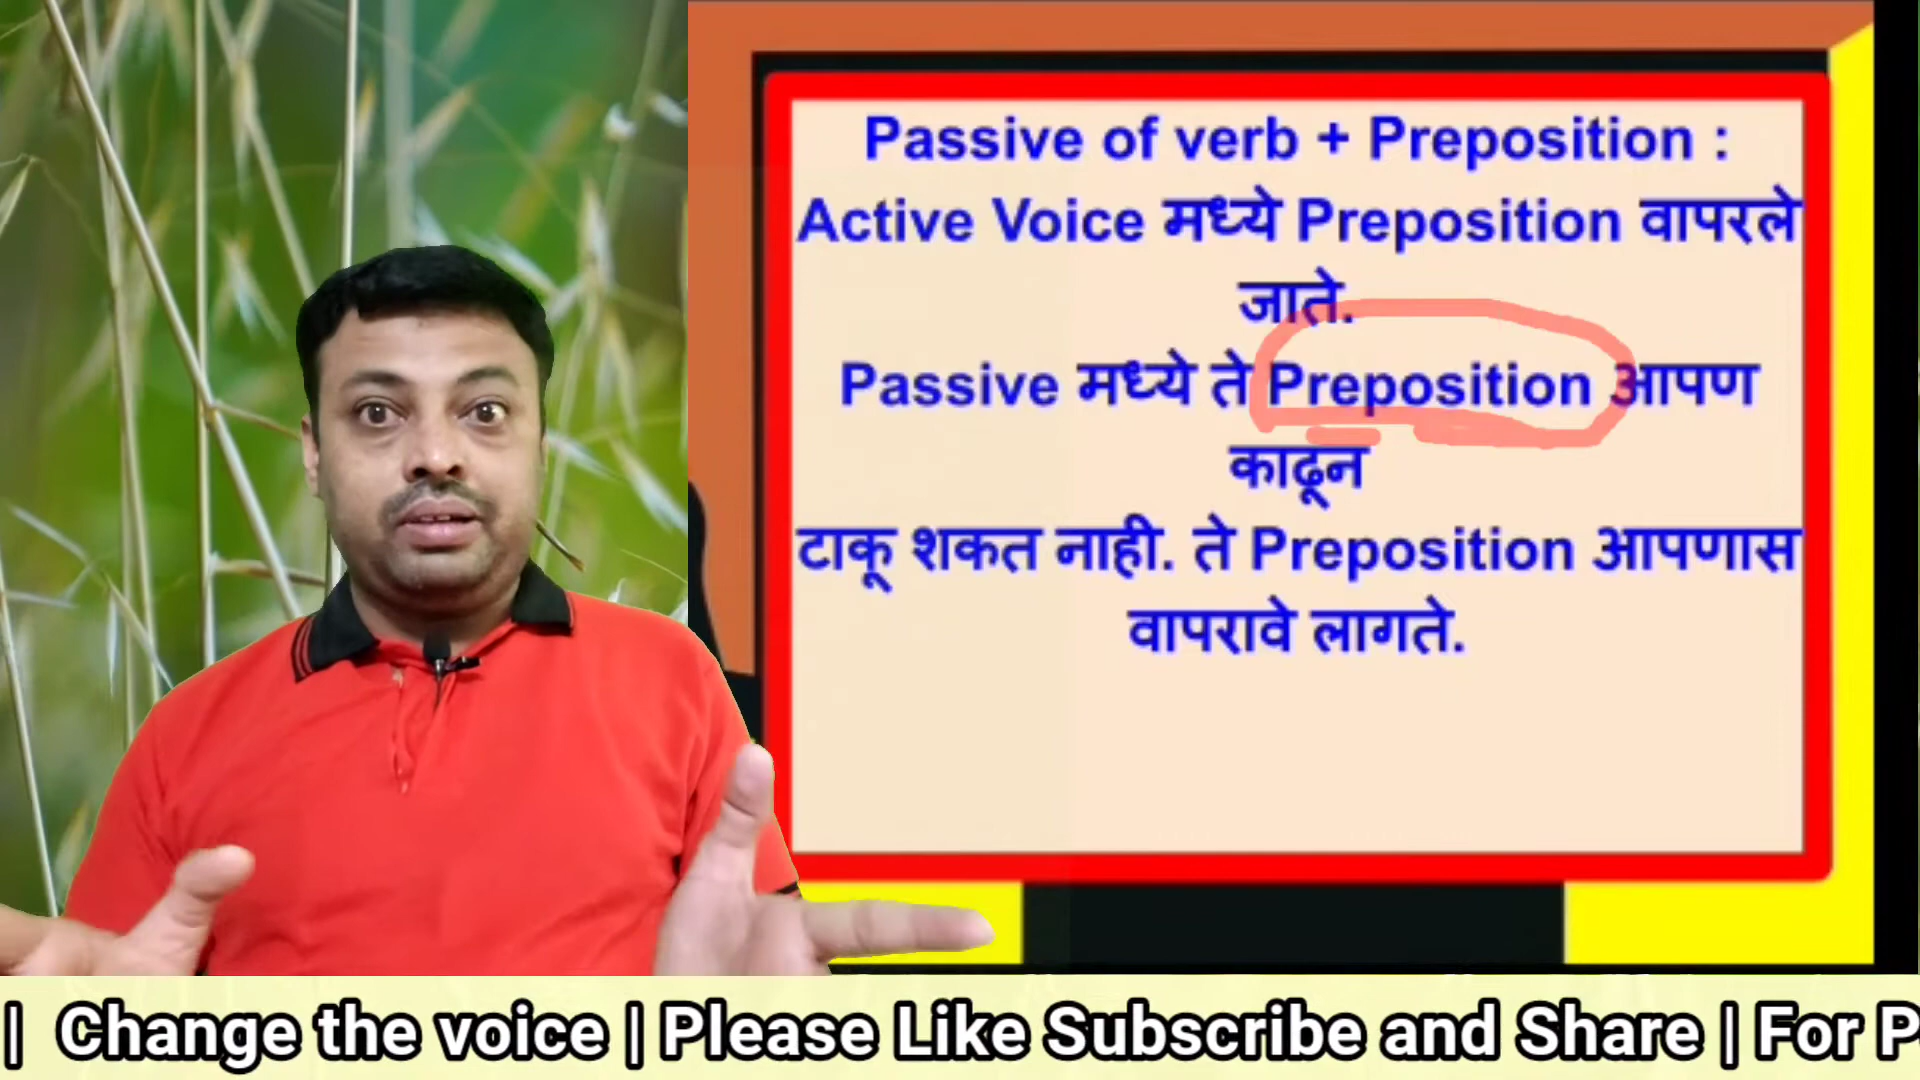 Passive of verb + Preposition :
Active Voice मध्ये Preposition वापरले
जाते.
Passive मध्ये ते Preposition आपण
काढून
टाकू शकत नाही. ते Preposition आपणास
वापरावे लागते.
| Change the voice | Please Like Subscribe and Share | For